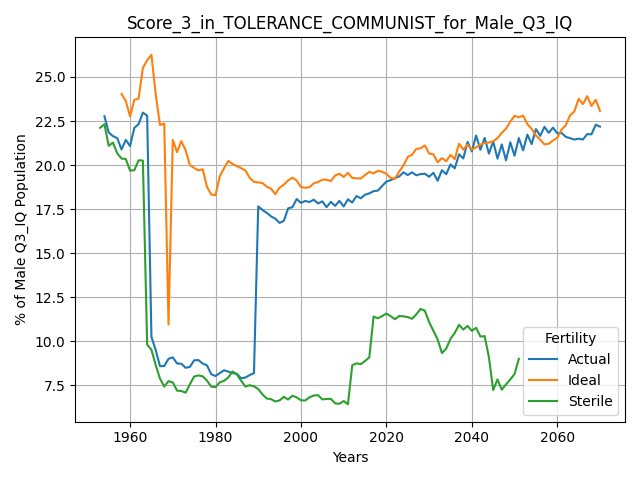 Score_3_in_TOLERANCE_COMMUNIST_for_Male_Q3_IQ
% of Male Q3_IQ Population
25.0
22.5
20.0
17.5
15.0
12.5
10.0
7.5
Fertility
Actual
Ideal
Sterile
1960 1980 2000 2020 2040 2060
Years